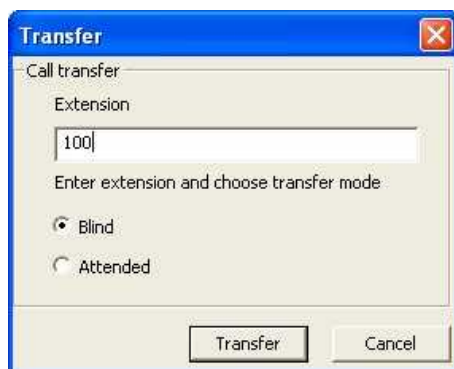 Transfer
Call transfer
Extension
100
Enter extension and choose transfer mode
Blind
Attended
Transfer Cancel